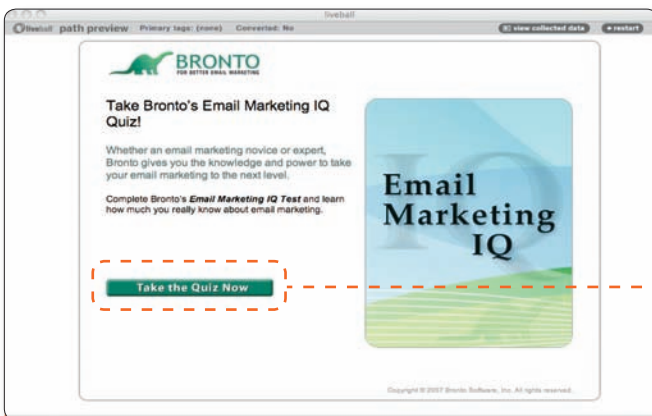 liveball
liveball path preview Primary tags: (none) Converted: No view collected data restart
BRONTO
FOR BETTER EMAIL MARKETING
Take Bronto's Email Marketing IQ
Quiz!
Whether an email marketing novice or expert,
Bronto gives you the knowledge and power to take
your email marketing to the next level.
Complete Bronto's Email Marketing IQ Test and learn
how much you really know about email marketing.
IQ
Email
Marketing
IQ
Take the Quiz Now
Copyright © 2007 Bronto Software, Inc. All rights reserved.